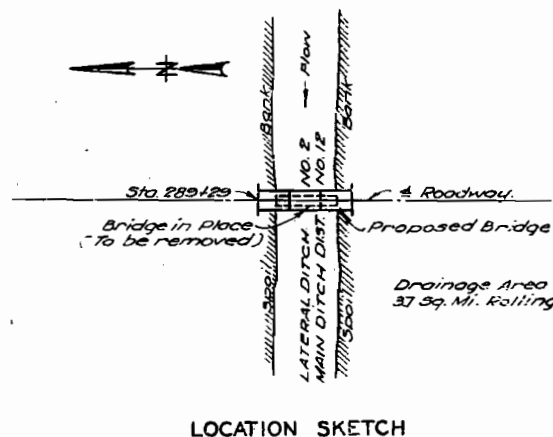 N
Flow
Bank
Bank
NO. 2
NO. 12
Sta. 289+29
℄ Roadway.
Bridge in Place
(To be removed)
Proposed Bridge
LATERAL DITCH
MAIN DITCH DIST.
Spoil
Spoil
Drainage Area
37 Sq. Mi. Rolling
LOCATION SKETCH